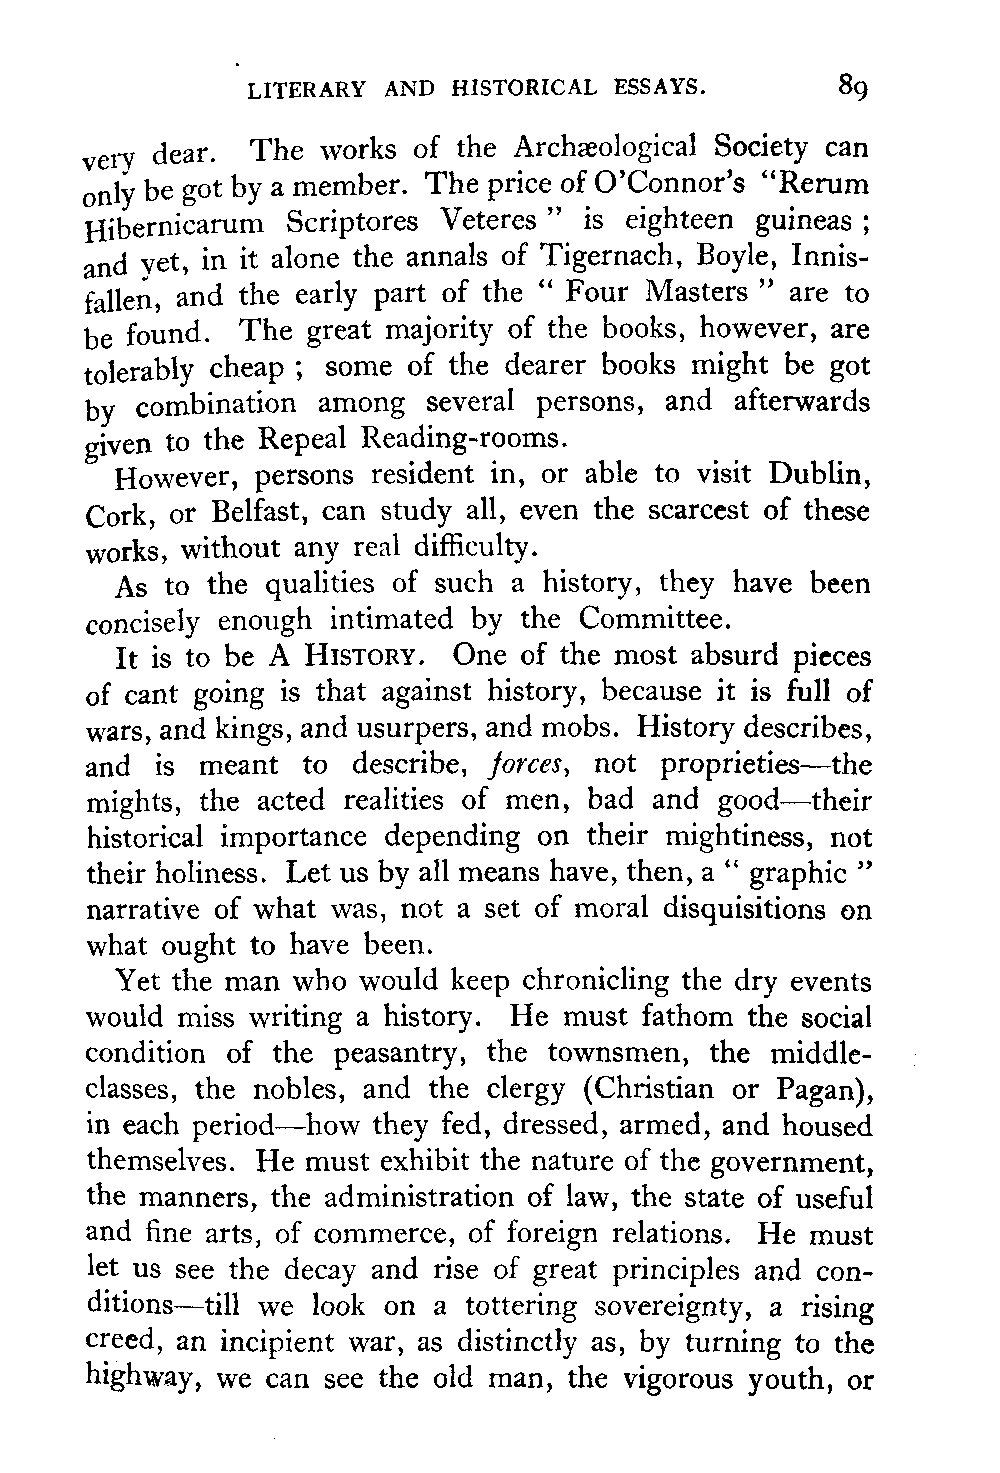 LITERARY AND HISTORICAL ESSAYS. 89
very dear. The works of the Archæological Society can
only be got by a member. The price of O'Connor's “Rerum
Hibernicarum Scriptores Veteres ” is eighteen guineas ;
and yet, in it alone the annals of Tigernach, Boyle, Innis-
fallen, and the early part of the “ Four Masters ” are to
be found. The great majority of the books, however, are
tolerably cheap ; some of the dearer books might be got
by combination among several persons, and afterwards
given to the Repeal Reading-rooms.
However, persons resident in, or able to visit Dublin,
Cork, or Belfast, can study all, even the scarcest of these
works, without any real difficulty.
As to the qualities of such a history, they have been
concisely enough intimated by the Committee.
It is to be A HISTORY. One of the most absurd pieces
of cant going is that against history, because it is full of
wars, and kings, and usurpers, and mobs. History describes,
and is meant to describe, forces, not proprieties—the
mights, the acted realities of men, bad and good—their
historical importance depending on their mightiness, not
their holiness. Let us by all means have, then, a “ graphic ”
narrative of what was, not a set of moral disquisitions on
what ought to have been.
Yet the man who would keep chronicling the dry events
would miss writing a history. He must fathom the social
condition of the peasantry, the townsmen, the middle-
classes, the nobles, and the clergy (Christian or Pagan),
in each period—how they fed, dressed, armed, and housed
themselves. He must exhibit the nature of the government,
the manners, the administration of law, the state of useful
and fine arts, of commerce, of foreign relations. He must
let us see the decay and rise of great principles and con-
ditions—till we look on a tottering sovereignty, a rising
creed, an incipient war, as distinctly as, by turning to the
highway, we can see the old man, the vigorous youth, or